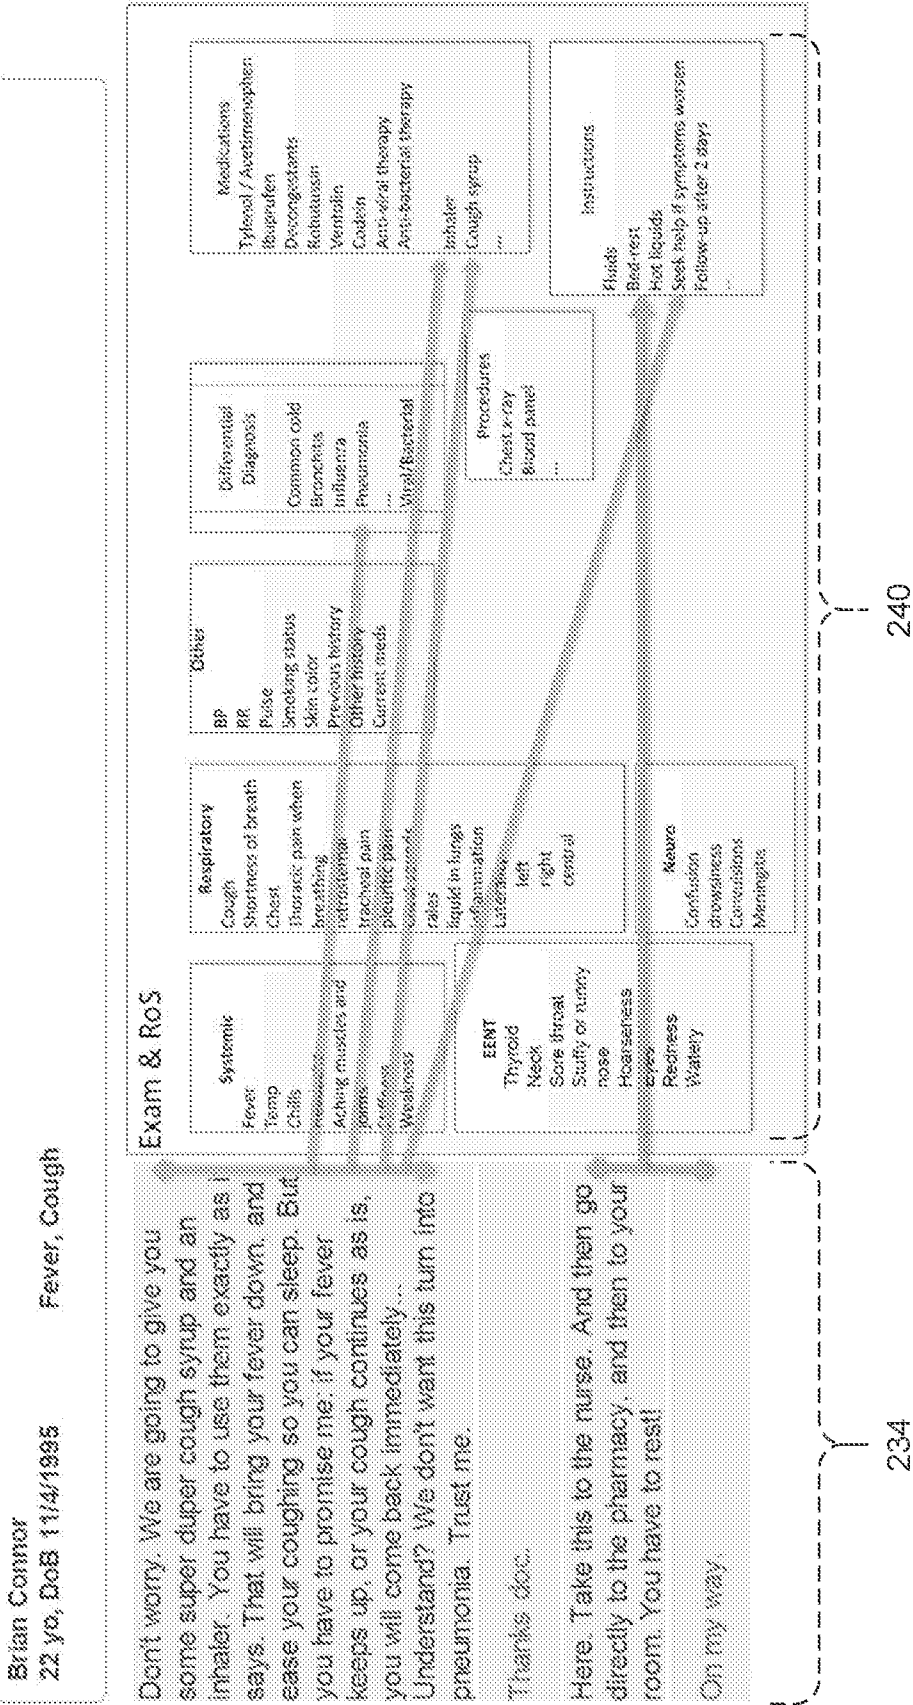 Brian Connor
22 yo, DoB 11/4/1995 Fever, Cough
Don't worry. We are going to give you
some super duper cough syrup and an
inhaler. You have to use them exactly as I
says. That will bring your fever down, and
ease your coughing so you can sleep. But
you have to promise me: if your fever
keeps up, or your cough continues as is,
you will come back immediately...
Understand? We don't want this turn into
pneumonia. Trust me.
Thanks doc.
Here. Take this to the nurse. And then go
directly to the pharmacy, and then to your
room. You have to rest!
On my way
234
Exam & RoS
Systemic
Fever
Temp
Chills
Aching muscles and
joints
Weakness
EENT
Thyroid
Neck
Sore throat
Stuffy or runny
nose
Hoarseness
Eyes
Redness
Watery
Respiratory
Cough
Shortness of breath
Chest
Thoracic pain when
breathing
retrosternal
tracheal pain
pleuritic pain
rales
liquid in lungs
inflammation
Laterality
left
right
central
Neuro
Confusion
drowsiness
Concussions
Meningitis
Other
BP
RR
Pulse
Smoking status
Skin color
Previous history
Other history
Current meds
Differential
Diagnosis
Common cold
Bronchitis
Influenza
Pneumonia
...
Viral/Bacterial
Procedures
Chest x-ray
Blood panel
...
Medications
Tylenol / Acetimenophen
Ibuprufen
Decongestants
Robutussin
Ventolin
Codein
Anti-viral therapy
Anti-bacterial therapy
Inhaler
Cough syrup
...
Instructions
Fluids
Bed-rest
Hot liquids
Seek help if symptoms worsen
Follow-up after 2 days
...
240